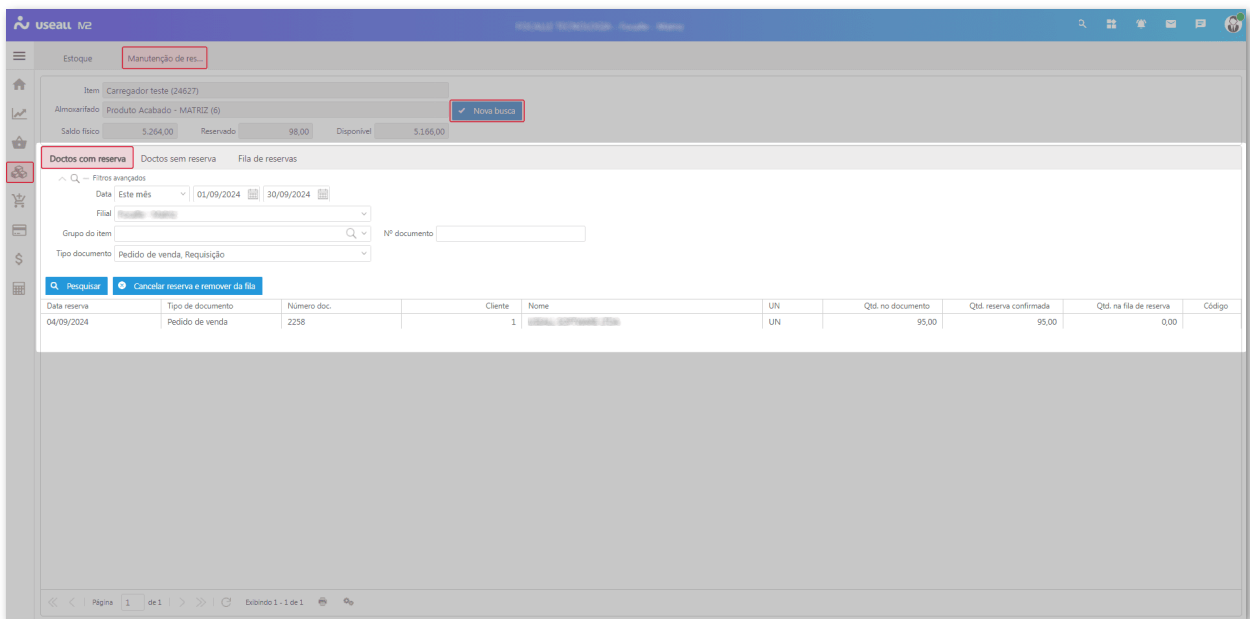 useall M2
Estoque Manutenção de res...
Item Carregador teste (24627)
Almoxarifado Produto Acabado - MATRIZ (6) Nova busca
Saldo físico 5.264,00 Reservado 98,00 Disponível 5.166,00
Doctos com reserva Doctos sem reserva Fila de reservas
Filtros avançados
Data Este mês 01/09/2024 30/09/2024
Filial
Grupo do item Nº documento
Tipo documento Pedido de venda, Requisição
Pesquisar Cancelar reserva e remover da fila
Data reserva Tipo de documento Número doc. Cliente Nome UN Qtd. no documento Qtd. reserva confirmada Qtd. na fila de reserva Código
04/09/2024 Pedido de venda 2258 1 UN 95,00 95,00 0,00
Página 1 de 1 Exibindo 1 - 1 de 1